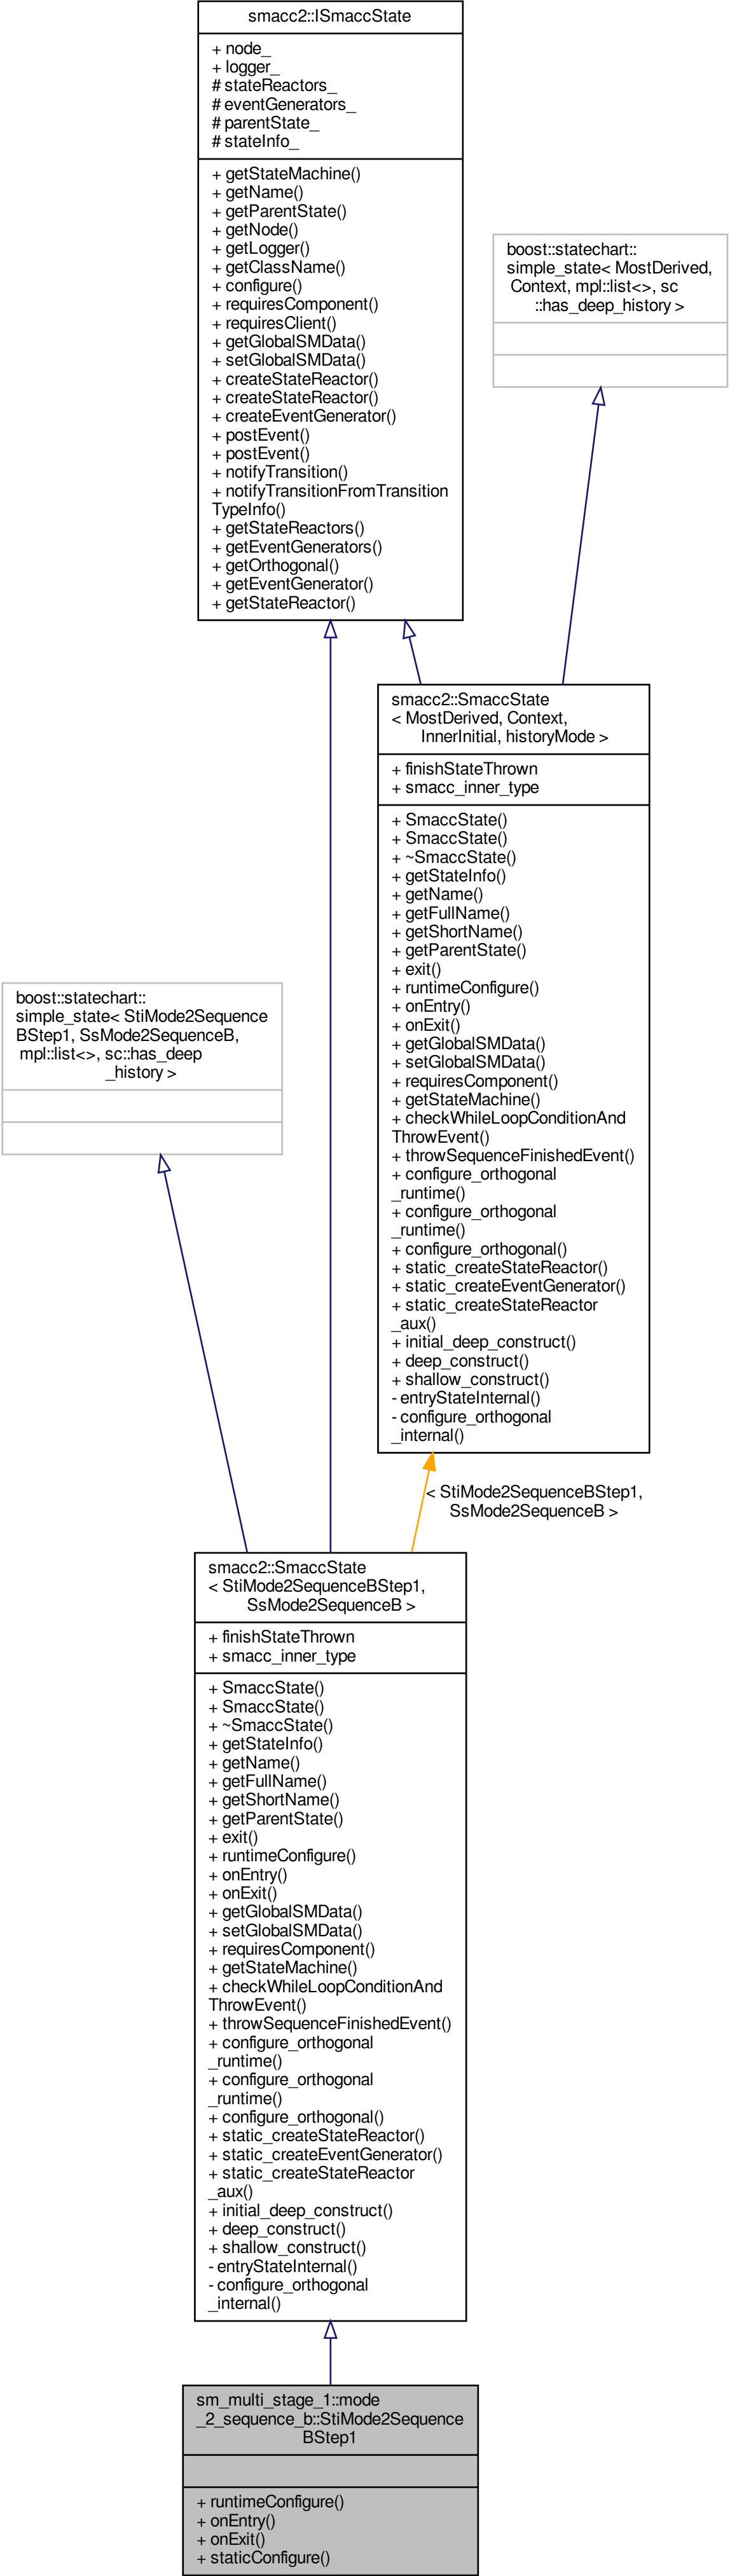 smacc2::ISmaccState
+ node_
+ logger_
# stateReactors_
# eventGenerators_
# parentState_
# stateInfo_
+ getStateMachine()
+ getName()
+ getParentState()
+ getNode()
+ getLogger()
+ getClassName()
+ configure()
+ requiresComponent()
+ requiresClient()
+ getGlobalSMData()
+ setGlobalSMData()
+ createStateReactor()
+ createStateReactor()
+ createEventGenerator()
+ postEvent()
+ postEvent()
+ notifyTransition()
+ notifyTransitionFromTransition
TypeInfo()
+ getStateReactors()
+ getEventGenerators()
+ getOrthogonal()
+ getEventGenerator()
+ getStateReactor()
boost::statechart::
simple_state< MostDerived,
Context, mpl::list<>, sc
::has_deep_history >
smacc2::SmaccState
< MostDerived, Context,
InnerInitial, historyMode >
+ finishStateThrown
+ smacc_inner_type
+ SmaccState()
+ SmaccState()
+ ~SmaccState()
+ getStateInfo()
+ getName()
+ getFullName()
+ getShortName()
+ getParentState()
+ exit()
+ runtimeConfigure()
+ onEntry()
+ onExit()
+ getGlobalSMData()
+ setGlobalSMData()
+ requiresComponent()
+ getStateMachine()
+ checkWhileLoopConditionAnd
ThrowEvent()
+ throwSequenceFinishedEvent()
+ configure_orthogonal
_runtime()
+ configure_orthogonal
_runtime()
+ configure_orthogonal()
+ static_createStateReactor()
+ static_createEventGenerator()
+ static_createStateReactor
_aux()
+ initial_deep_construct()
+ deep_construct()
+ shallow_construct()
- entryStateInternal()
- configure_orthogonal
_internal()
boost::statechart::
simple_state< StiMode2Sequence
BStep1, SsMode2SequenceB,
mpl::list<>, sc::has_deep
_history >
< StiMode2SequenceBStep1,
SsMode2SequenceB >
smacc2::SmaccState
< StiMode2SequenceBStep1,
SsMode2SequenceB >
+ finishStateThrown
+ smacc_inner_type
+ SmaccState()
+ SmaccState()
+ ~SmaccState()
+ getStateInfo()
+ getName()
+ getFullName()
+ getShortName()
+ getParentState()
+ exit()
+ runtimeConfigure()
+ onEntry()
+ onExit()
+ getGlobalSMData()
+ setGlobalSMData()
+ requiresComponent()
+ getStateMachine()
+ checkWhileLoopConditionAnd
ThrowEvent()
+ throwSequenceFinishedEvent()
+ configure_orthogonal
_runtime()
+ configure_orthogonal
_runtime()
+ configure_orthogonal()
+ static_createStateReactor()
+ static_createEventGenerator()
+ static_createStateReactor
_aux()
+ initial_deep_construct()
+ deep_construct()
+ shallow_construct()
- entryStateInternal()
- configure_orthogonal
_internal()
sm_multi_stage_1::mode
_2_sequence_b::StiMode2Sequence
BStep1
+ runtimeConfigure()
+ onEntry()
+ onExit()
+ staticConfigure()